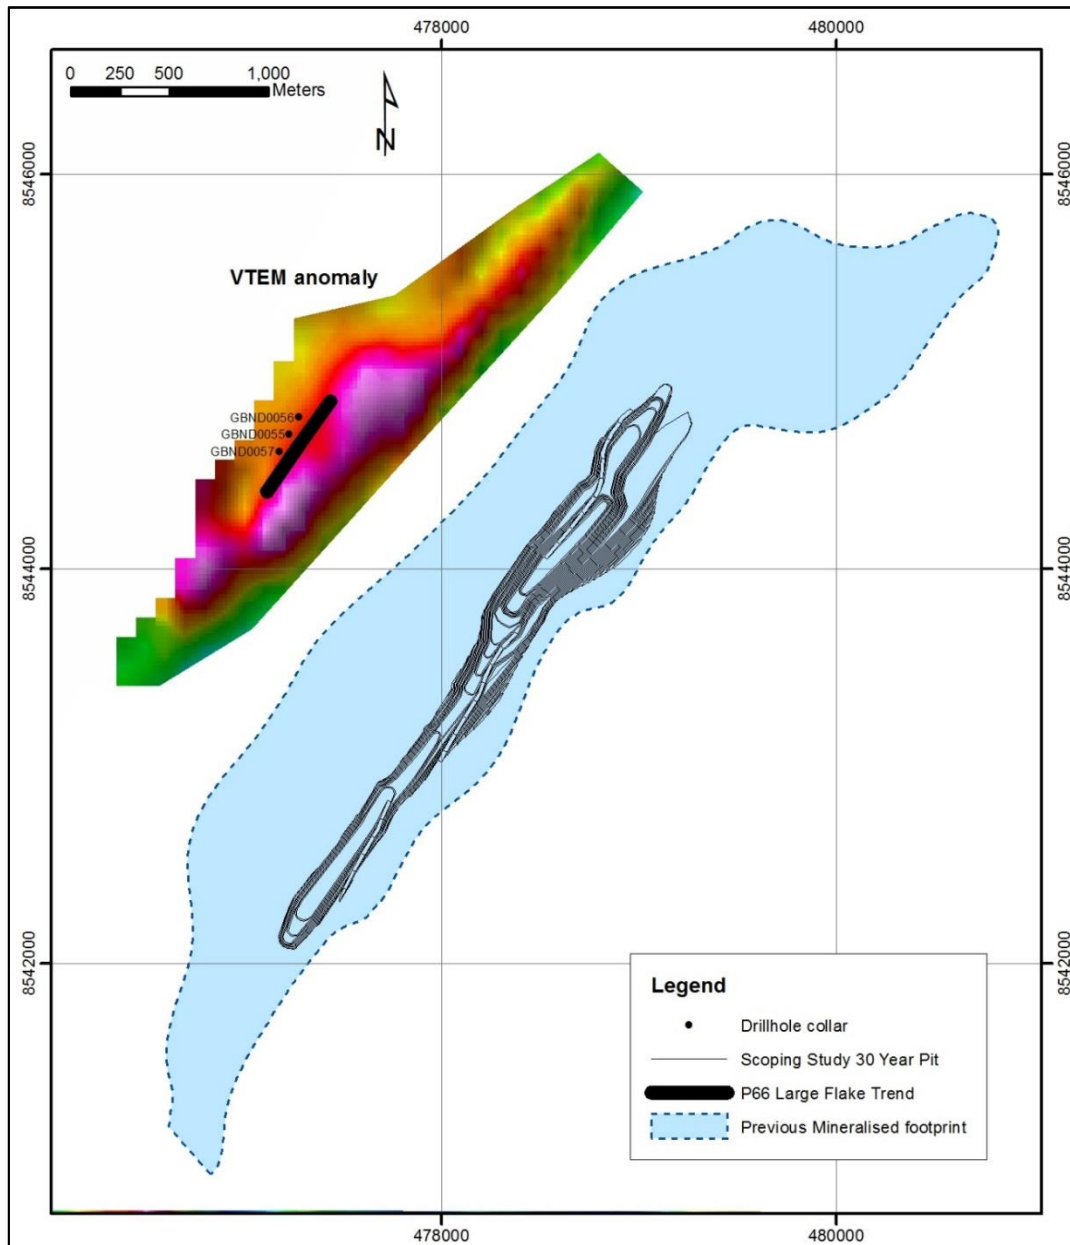 478000
480000
0 250 500 1,000
Meters
N
8546000
8546000
VTEM anomaly
GBND0056
GBND0055
GBND0057
8544000
8544000
8542000
8542000
Legend
Drillhole collar
Scoping Study 30 Year Pit
P66 Large Flake Trend
Previous Mineralised footprint
478000
480000